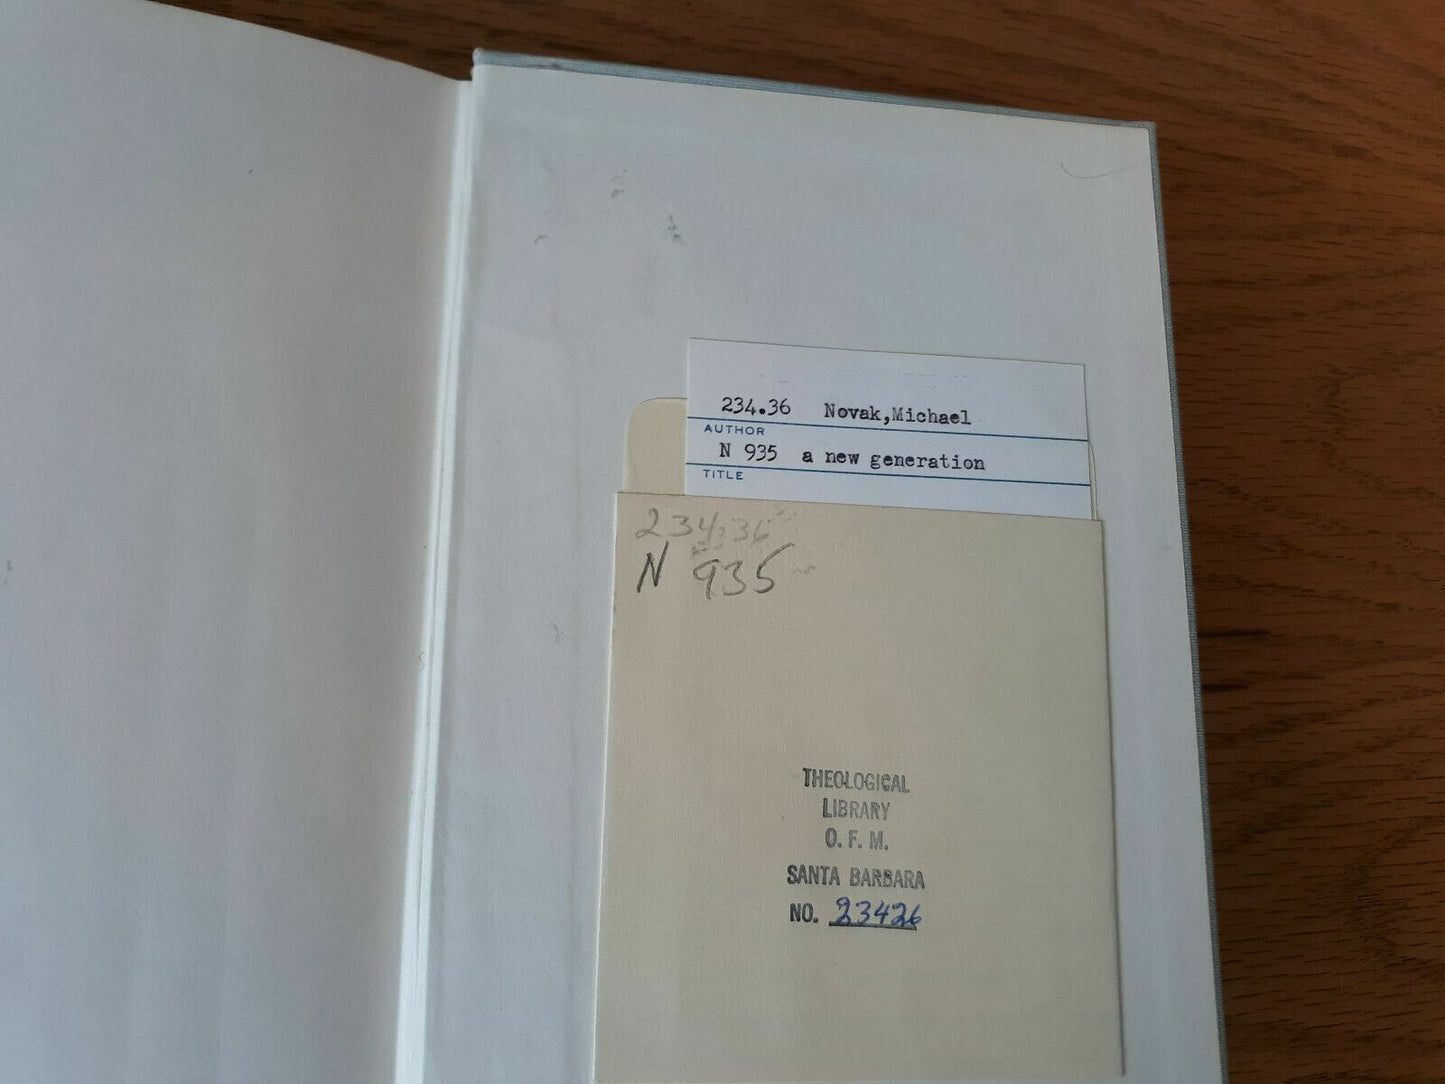 234.36 Novak,Michael
AUTHOR
N 935 a new generation
TITLE
234.36
N 935
THEOLOGICAL
LIBRARY
O. F. M.
SANTA BARBARA
NO. 23426